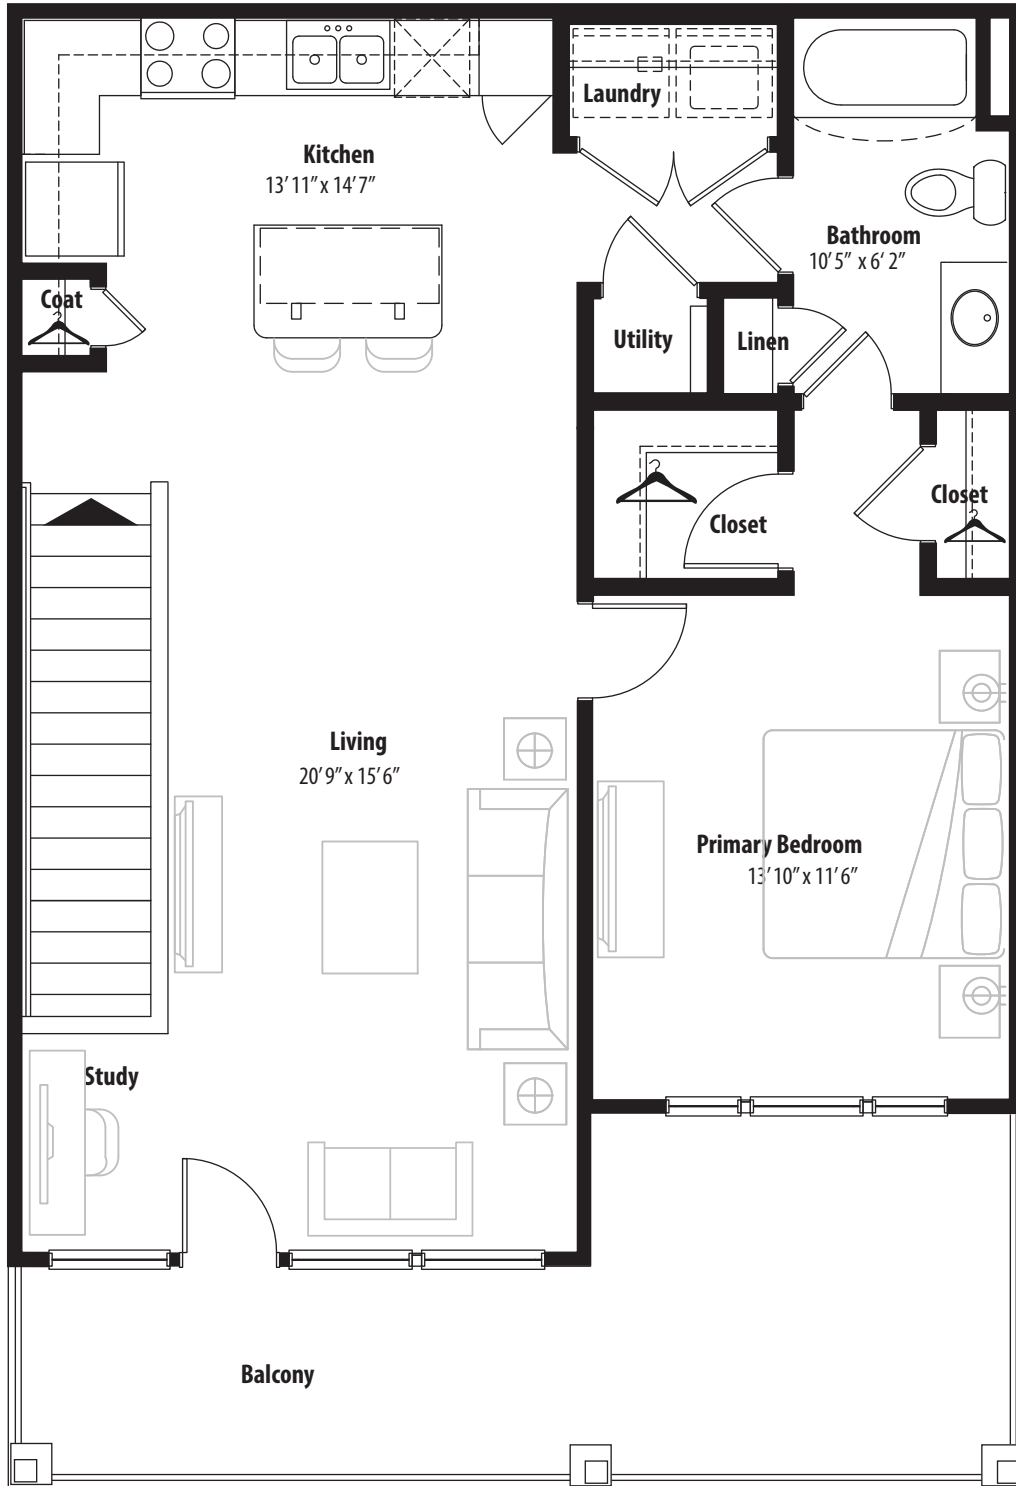 Laundry
Kitchen
13'11" x 14'7"
Bathroom
10'5" x 6'2"
Coat
Utility
Linen
Closet
Closet
Living
20'9" x 15'6"
Primary Bedroom
13'10" x 11'6"
Study
Balcony